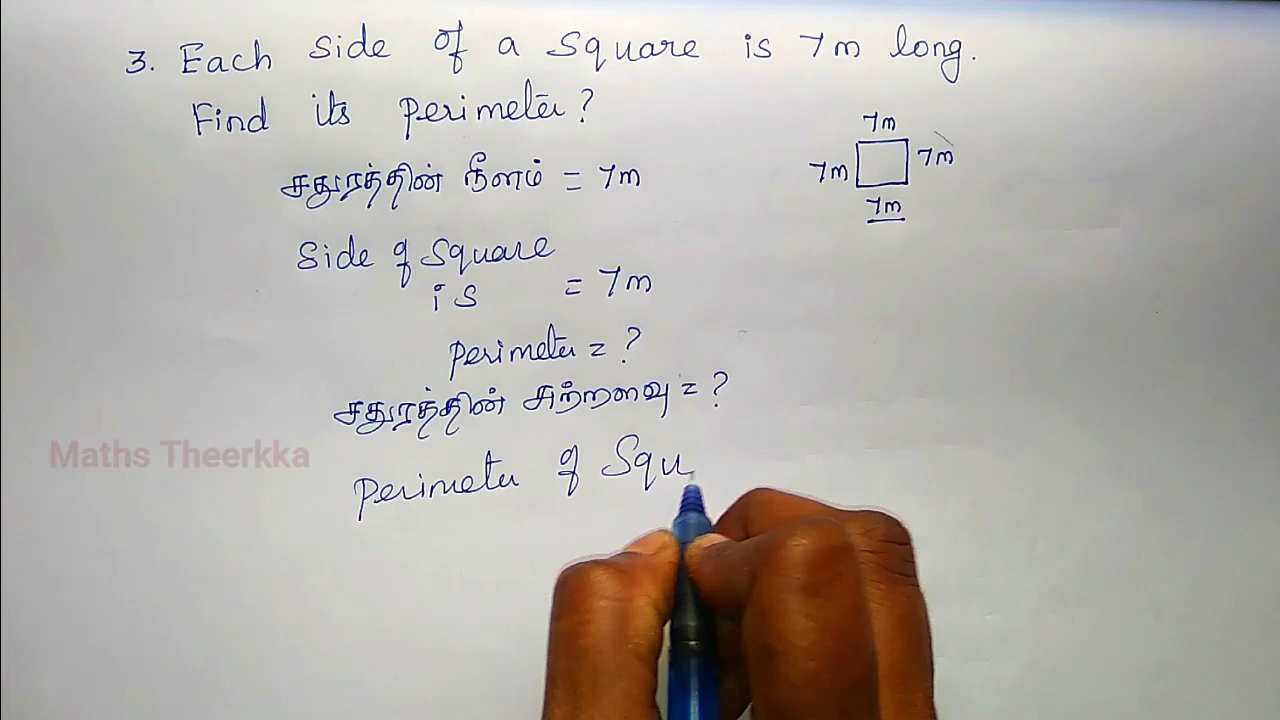 3. Each side of a square is 7m long.
Find its perimeter?
7m
7m 7m
7m
சதுரத்தின் நீளம் = 7m
Side of square
is = 7m
perimeter = ?
சதுரத்தின் சுற்றளவு = ?
Maths Theerkka
perimeter of Squ